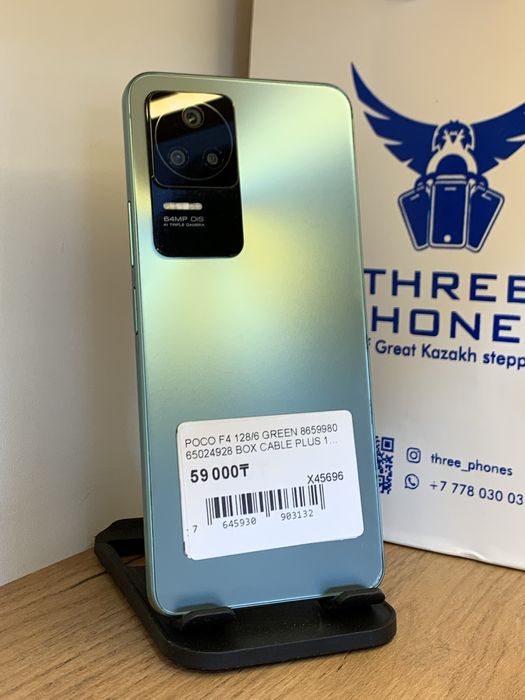 64MP OIS
AI TRIPLE CAMERA
POCO F4 128/6 GREEN 8659980
65024928 BOX CABLE PLUS 1...
59 000₸
X45696
7 645930 903132
THREE
HONE
Great Kazakh stepp
three_phones
+7 778 030 03